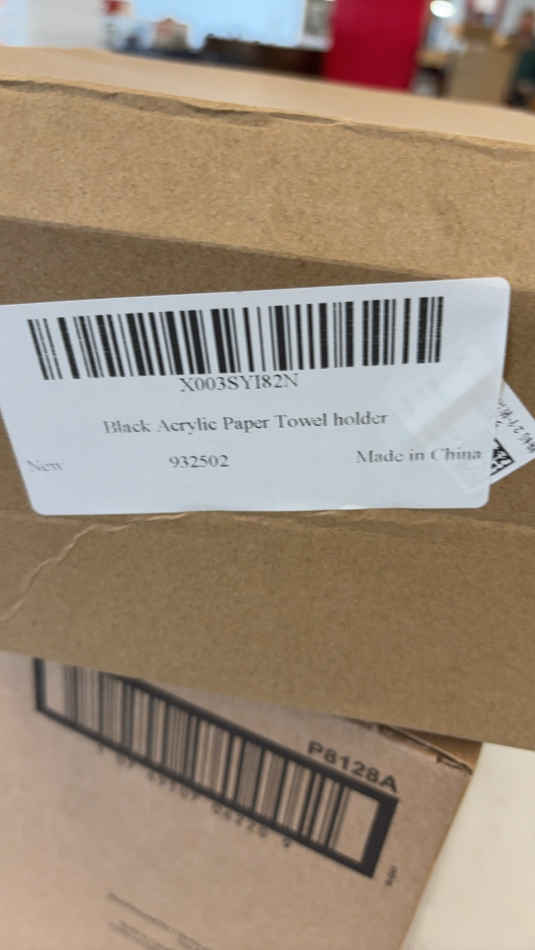 X003SYI82N
Black Acrylic Paper Towel holder
New 932502 Made in China
P8128A